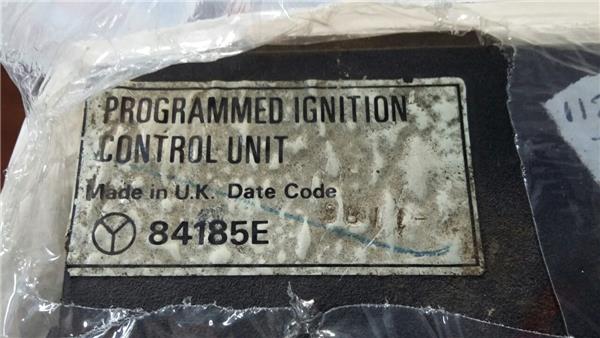 PROGRAMMED IGNITION
CONTROL UNIT
Made in U.K. Date Code
84185E